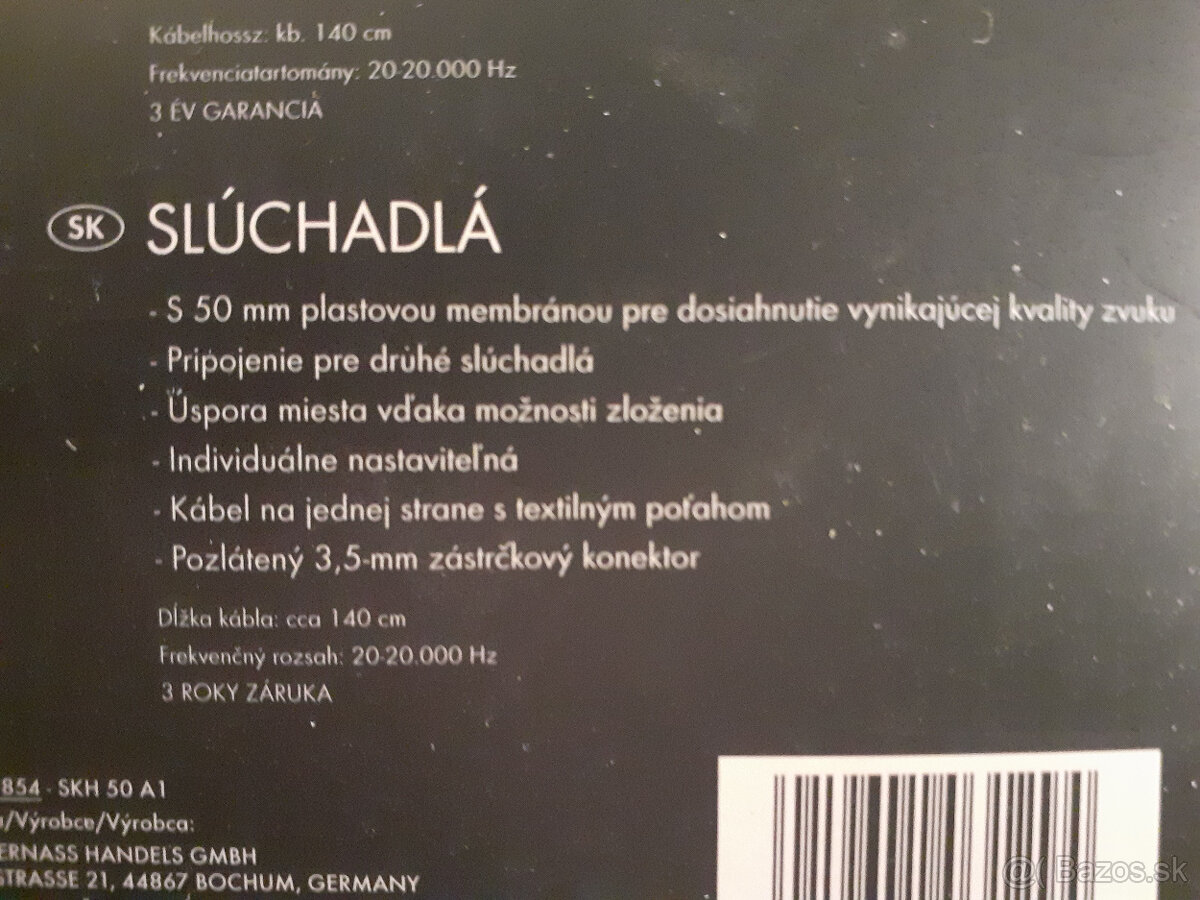 Kábelhossz: kb. 140 cm
Frekvenciatartomány: 20-20.000 Hz
3 ÉV GARANCIA
SK SLÚCHADLÁ
- S 50 mm plastovou membránou pre dosiahnutie vynikajúcej kvality zvuku
- Pripojenie pre druhé slúchadlá
- Úspora miesta vďaka možnosti zloženia
- Individuálne nastaviteľná
- Kábel na jednej strane s textilným poťahom
- Pozlátený 3,5-mm zástrčkový konektor
Dĺžka kábla: cca 140 cm
Frekvenčný rozsah: 20-20.000 Hz
3 ROKY ZÁRUKA
854 - SKH 50 A1
/Výrobce/Výrobca:
ERNASS HANDELS GMBH
STRASSE 21, 44867 BOCHUM, GERMANY
@( Bazos.sk